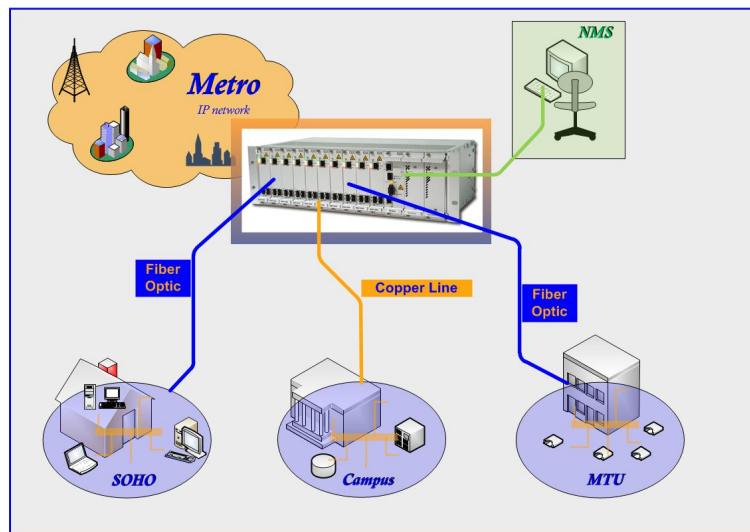 NMS
Metro
IP network
Fiber
Optic
Copper Line
Fiber
Optic
SOHO
Campus
MTU